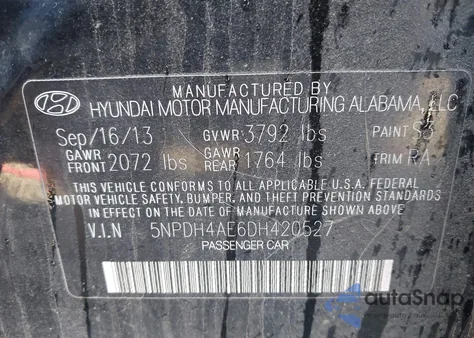 MANUFACTURED BY
HYUNDAI MOTOR MANUFACTURING ALABAMA, LLC
Sep/16/13 GVWR 3792 lbs PAINT S3
GAWR FRONT 2072 lbs GAWR REAR 1764 lbs TRIM RA
THIS VEHICLE CONFORMS TO ALL APPLICABLE U.S.A. FEDERAL
MOTOR VEHICLE SAFETY, BUMPER, AND THEFT PREVENTION STANDARDS
IN EFFECT ON THE DATE OF MANUFACTURE SHOWN ABOVE.
V.I.N 5NPDH4AE6DH420527
PASSENGER CAR
autoSnap